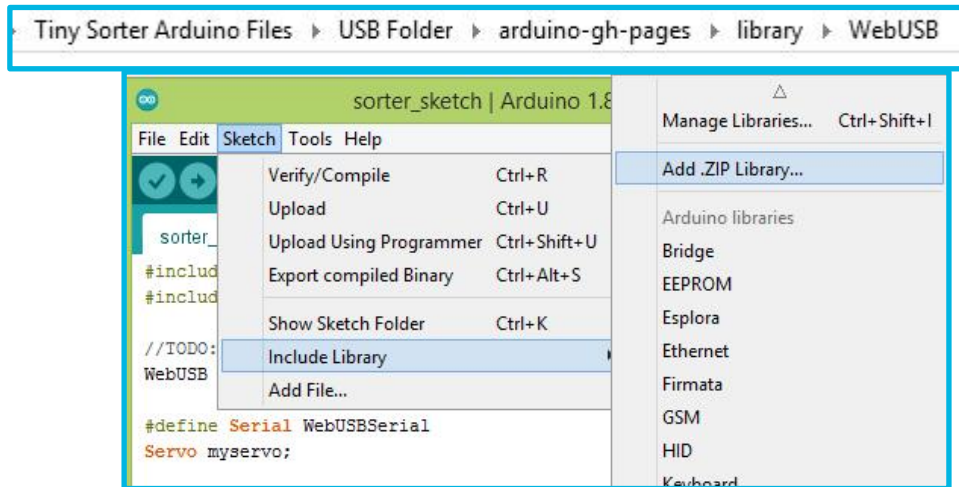 Tiny Sorter Arduino Files ▸ USB Folder ▸ arduino-gh-pages ▸ library ▸ WebUSB
sorter_sketch | Arduino 1.8
File Edit Sketch Tools Help
Verify/Compile Ctrl+R
Upload Ctrl+U
Upload Using Programmer Ctrl+Shift+U
Export compiled Binary Ctrl+Alt+S
Show Sketch Folder Ctrl+K
Include Library
Add File...
Manage Libraries... Ctrl+Shift+I
Add .ZIP Library...
Arduino libraries
Bridge
EEPROM
Esplora
Ethernet
Firmata
GSM
HID
Keyboard
sorter_
#includ
#includ
//TODO:
WebUSB
#define Serial WebUSBSerial
Servo myservo;